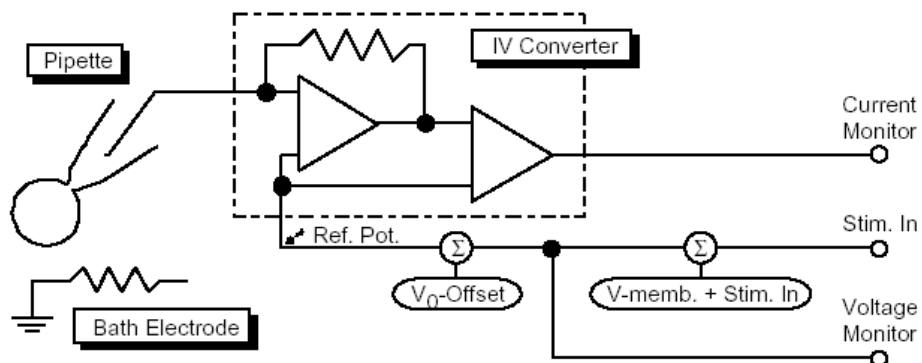 IV Converter
Pipette
Current
Monitor
Ref. Pot.
Stim. In
Σ
Σ
V0-Offset
V-memb. + Stim. In
Bath Electrode
Voltage
Monitor